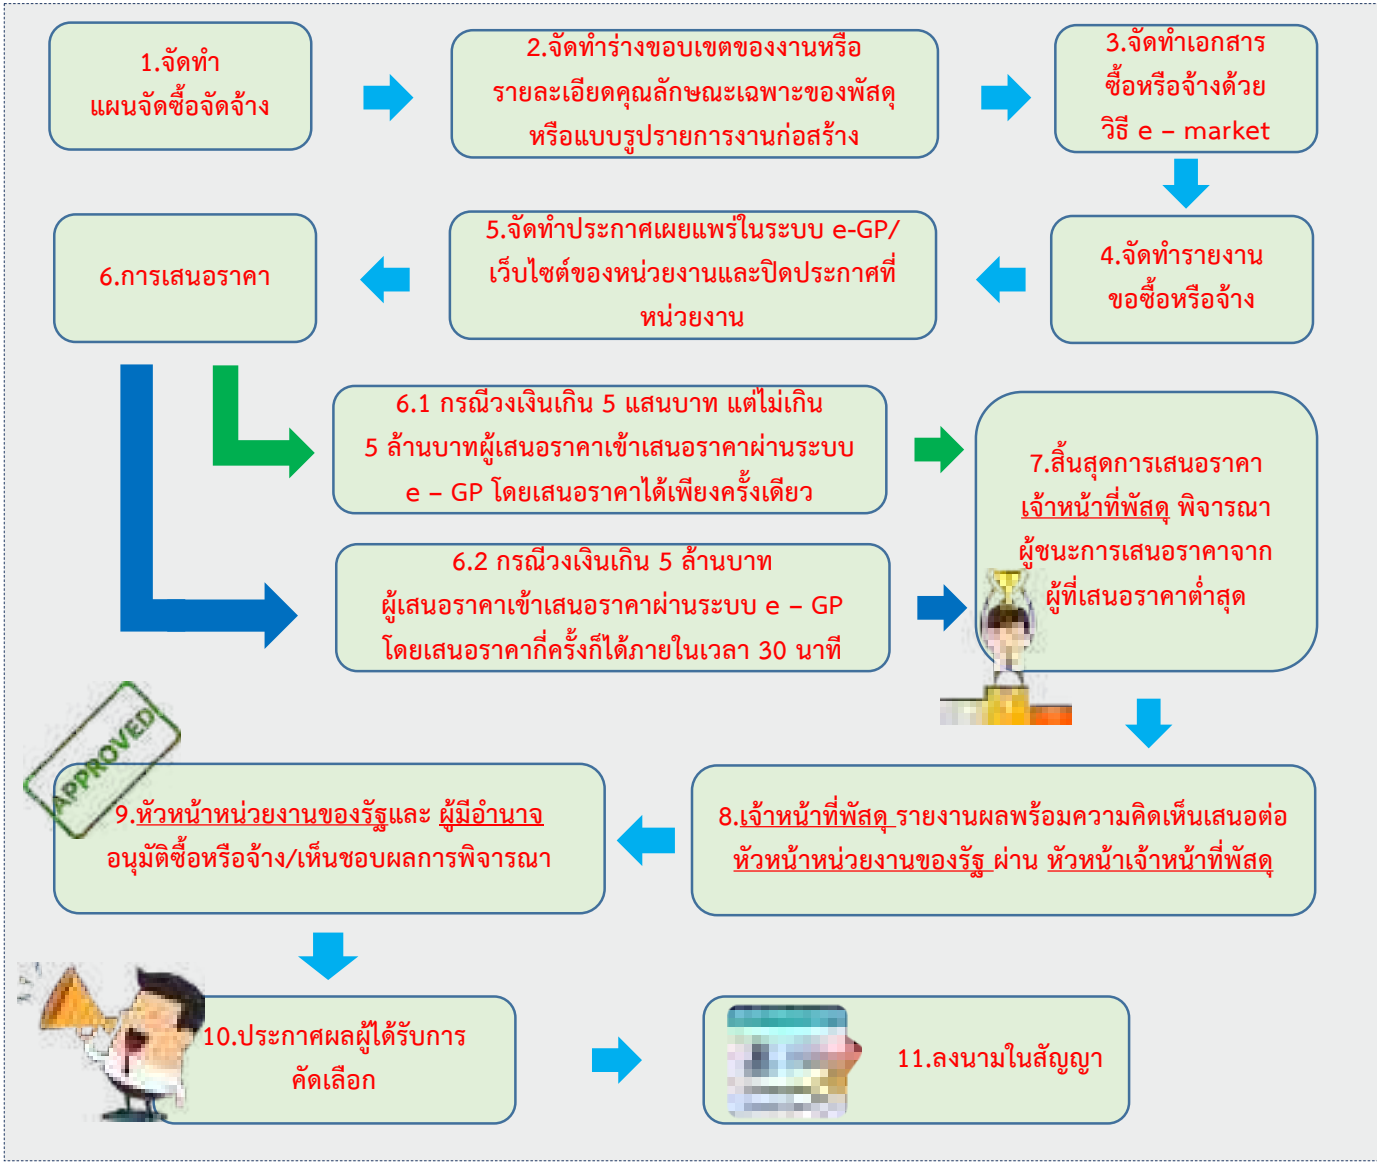 1.จัดทำ
แผนจัดซื้อจัดจ้าง
2.จัดทำร่างขอบเขตของงานหรือ
รายละเอียดคุณลักษณะเฉพาะของพัสดุ
หรือแบบรูปรายการงานก่อสร้าง
3.จัดทำเอกสาร
ซื้อหรือจ้างด้วย
วิธี e – market
4.จัดทำรายงาน
ขอซื้อหรือจ้าง
5.จัดทำประกาศเผยแพร่ในระบบ e-GP/
เว็บไซต์ของหน่วยงานและปิดประกาศที่
หน่วยงาน
6.การเสนอราคา
6.1 กรณีวงเงินเกิน 5 แสนบาท แต่ไม่เกิน
5 ล้านบาทผู้เสนอราคาเข้าเสนอราคาผ่านระบบ
e – GP โดยเสนอราคาได้เพียงครั้งเดียว
6.2 กรณีวงเงินเกิน 5 ล้านบาท
ผู้เสนอราคาเข้าเสนอราคาผ่านระบบ e – GP
โดยเสนอราคากี่ครั้งก็ได้ภายในเวลา 30 นาที
7.สิ้นสุดการเสนอราคา
เจ้าหน้าที่พัสดุ พิจารณา
ผู้ชนะการเสนอราคาจาก
ผู้ที่เสนอราคาต่ำสุด
8.เจ้าหน้าที่พัสดุ รายงานผลพร้อมความคิดเห็นเสนอต่อ
หัวหน้าหน่วยงานของรัฐ ผ่าน หัวหน้าเจ้าหน้าที่พัสดุ
APPROVED
9.หัวหน้าหน่วยงานของรัฐและ ผู้มีอำนาจ
อนุมัติซื้อหรือจ้าง/เห็นชอบผลการพิจารณา
10.ประกาศผลผู้ได้รับการ
คัดเลือก
11.ลงนามในสัญญา